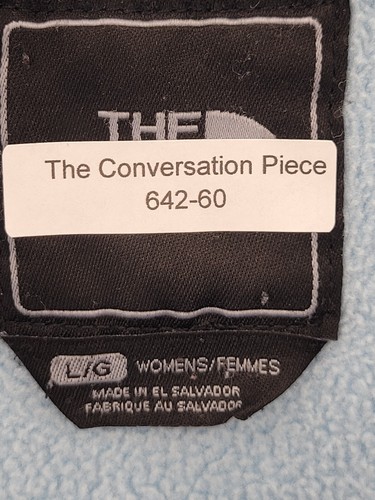 THE
The Conversation Piece
642-60
L/G WOMENS/FEMMES
MADE IN EL SALVADOR
FABRIQUE AU SALVADOR